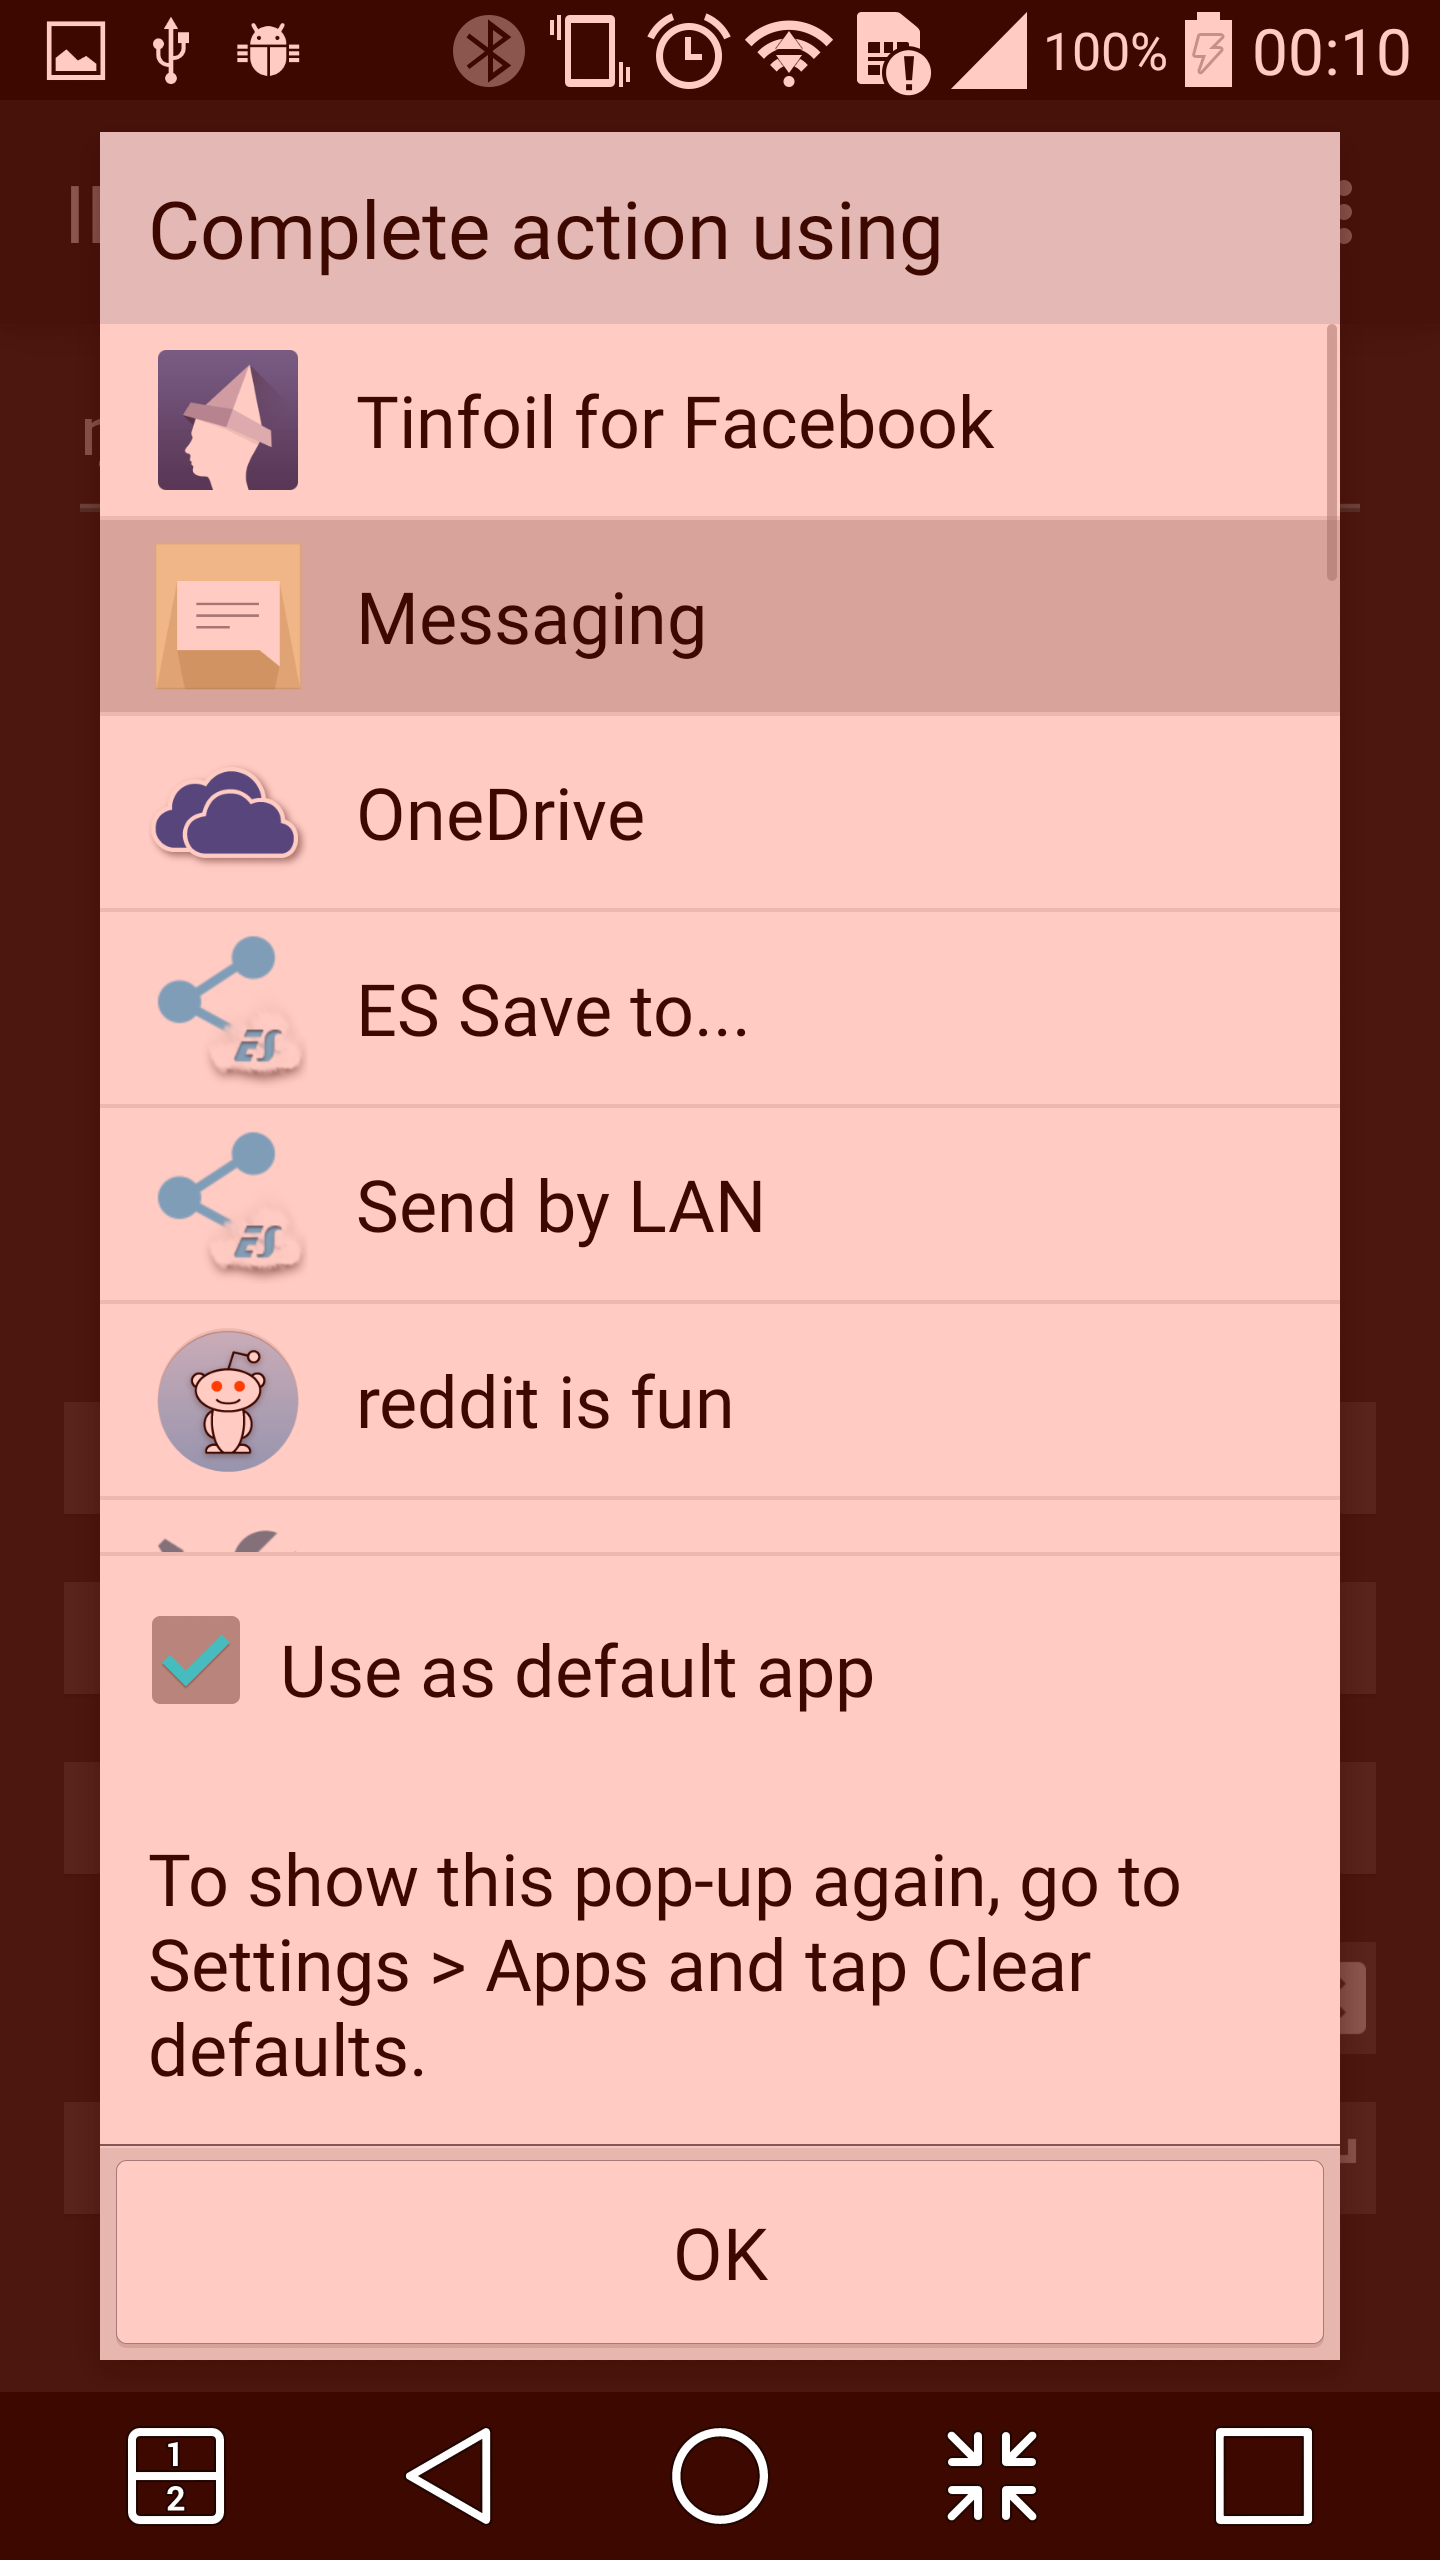 100% 00:10
Complete action using
Tinfoil for Facebook
Messaging
OneDrive
ES Save to...
ES
Send by LAN
ES
reddit is fun
Use as default app
To show this pop-up again, go to
Settings > Apps and tap Clear
defaults.
OK
1
2